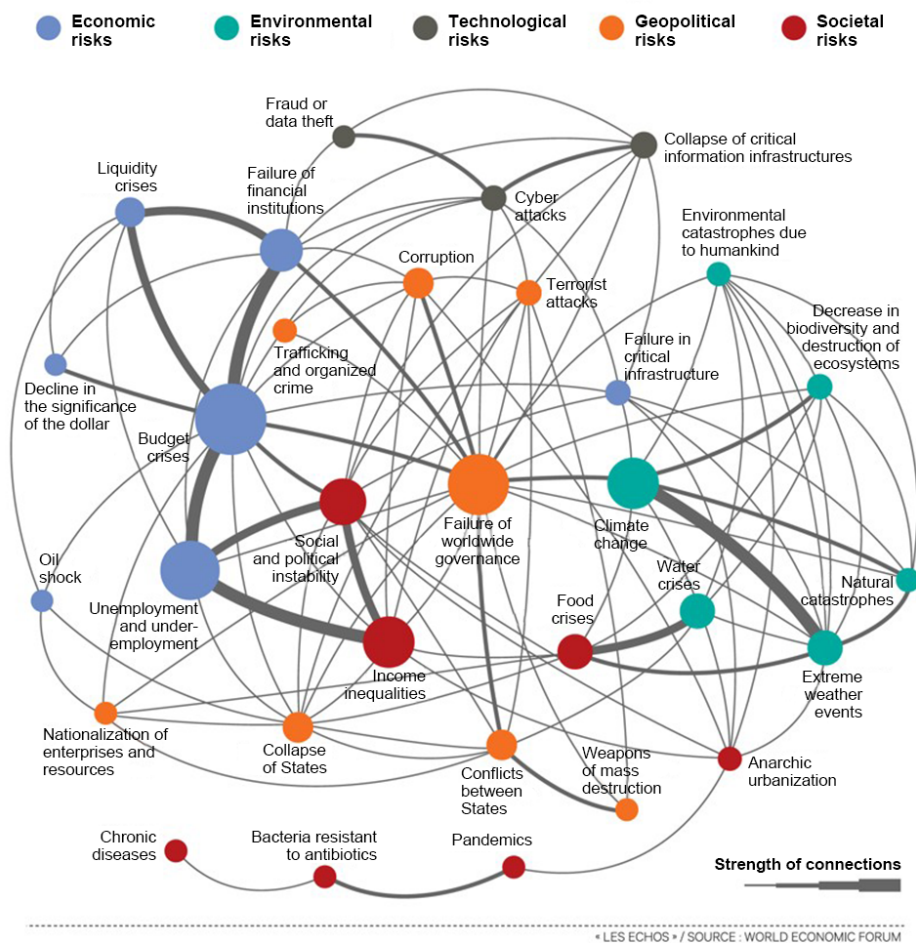 Economic
risks
Environmental
risks
Technological
risks
Geopolitical
risks
Societal
risks
Fraud or
data theft
Collapse of critical
information infrastructures
Liquidity
crises
Failure of
financial
institutions
Cyber
attacks
Environmental
catastrophes due
to humankind
Corruption
Terrorist
attacks
Decrease in
biodiversity and
destruction of
ecosystems
Trafficking
and organized
crime
Failure in
critical
infrastructure
Decline in
the significance
of the dollar
Budget
crises
Social
and political
instability
Failure of
worldwide
governance
Climate
change
Oil
shock
Water
crises
Natural
catastrophes
Unemployment
and under-
employment
Food
crises
Income
inequalities
Extreme
weather
events
Nationalization of
enterprises and
resources
Collapse
of States
Conflicts
between
States
Weapons
of mass
destruction
Anarchic
urbanization
Chronic
diseases
Bacteria resistant
to antibiotics
Pandemics
Strength of connections
« LES ECHOS » / SOURCE : WORLD ECONOMIC FORUM